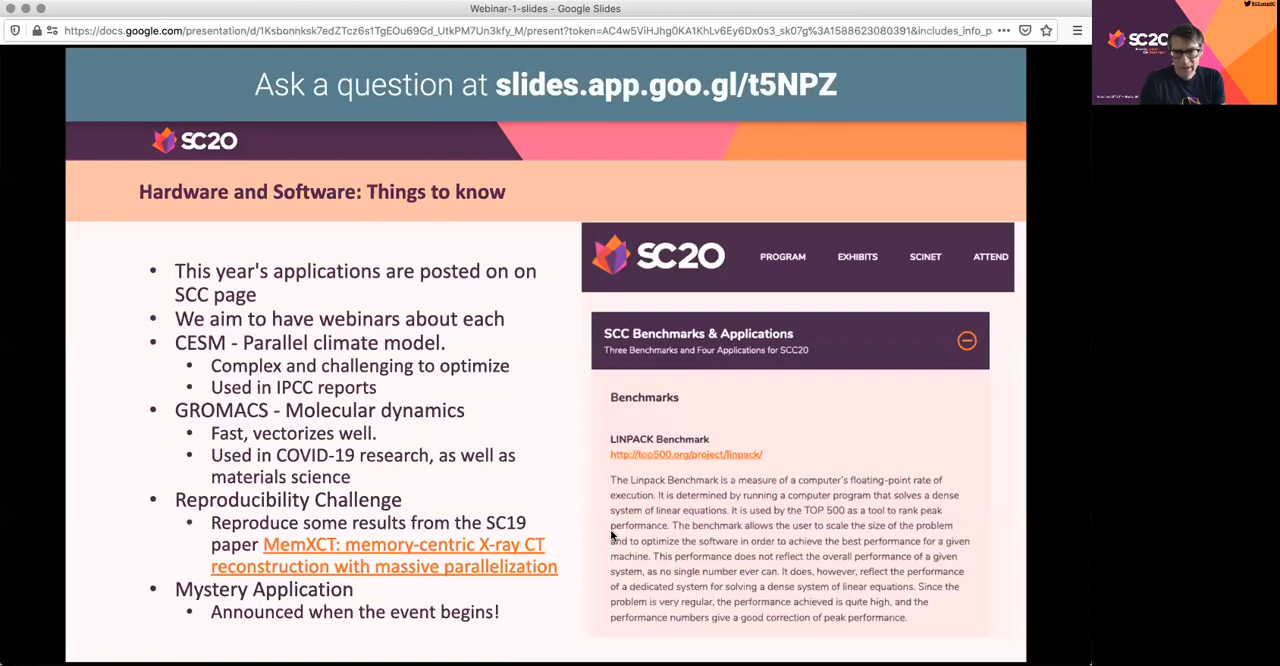 Webinar-1-slides - Google Slides
https://docs.google.com/presentation/d/1Ksbonnksk7edZTcz6s1TgEOu69Gd_UtkPM7Un3kfy_M/present?token=AC4w5ViHJhg0KA1KhLv6Ey6Dx0s3_sk07g%3A1588623080391&includes_info_p
Ask a question at slides.app.goo.gl/t5NPZ
SC20
Hardware and Software: Things to know
• This year's applications are posted on on
SCC page
• We aim to have webinars about each
• CESM - Parallel climate model.
• Complex and challenging to optimize
• Used in IPCC reports
• GROMACS - Molecular dynamics
• Fast, vectorizes well.
• Used in COVID-19 research, as well as
materials science
• Reproducibility Challenge
• Reproduce some results from the SC19
paper MemXCT: memory-centric X-ray CT
reconstruction with massive parallelization
• Mystery Application
• Announced when the event begins!
SC20 PROGRAM EXHIBITS SCINET ATTEND
SCC Benchmarks & Applications
Three Benchmarks and Four Applications for SCC20
Benchmarks
LINPACK Benchmark
http://top500.org/project/linpack/
The Linpack Benchmark is a measure of a computer's floating-point rate of
execution. It is determined by running a computer program that solves a dense
system of linear equations. It is used by the TOP 500 as a tool to rank peak
performance. The benchmark allows the user to scale the size of the problem
and to optimize the software in order to achieve the best performance for a given
machine. This performance does not reflect the overall performance of a given
system, as no single number ever can. It does, however, reflect the performance
of a dedicated system for solving a dense system of linear equations. Since the
problem is very regular, the performance achieved is quite high, and the
performance numbers give a good correction of peak performance.